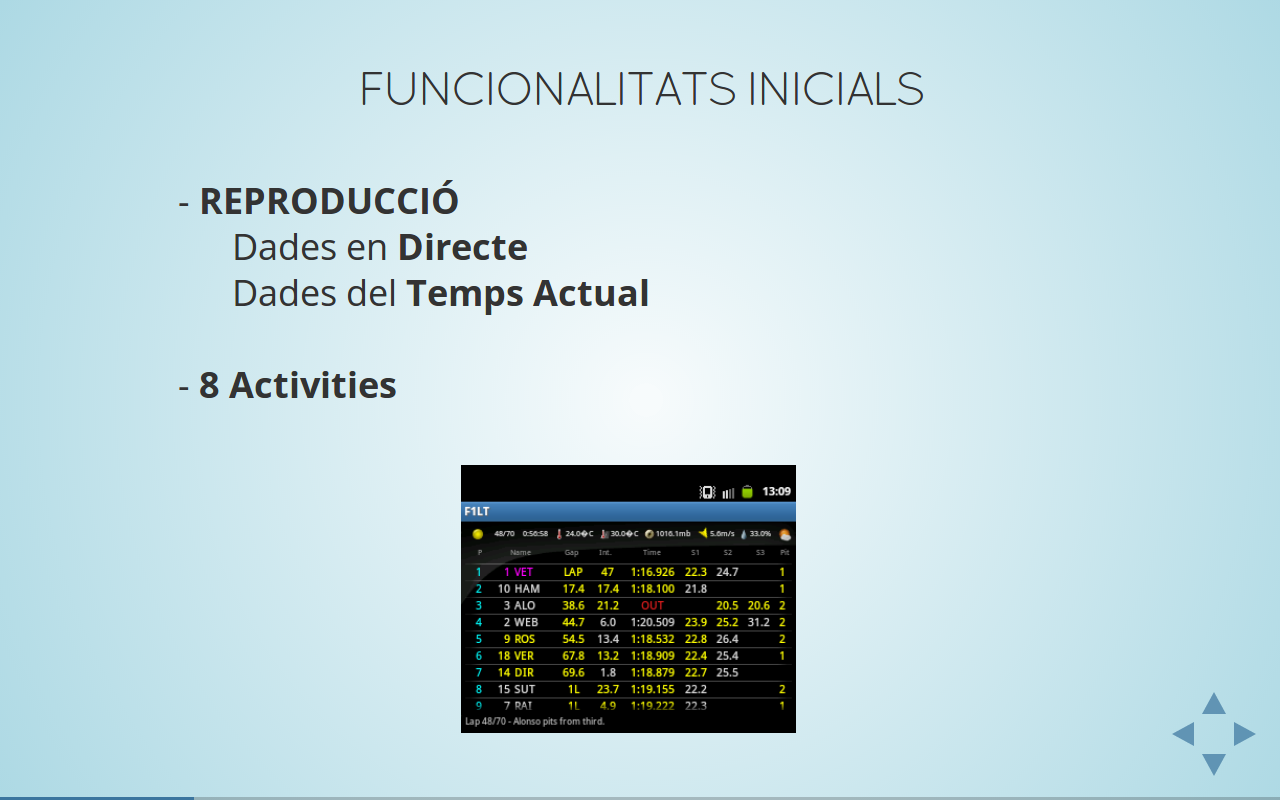 FUNCIONALITATS INICIALS
- REPRODUCCIÓ
Dades en Directe
Dades del Temps Actual
- 8 Activities
13:09
F1LT
48/70 0:56:58 24.0�C 30.0�C 1016.1mb 5.6m/s 33.0%
P Name Gap Int. Time S1 S2 S3 Pit
1 1 VET LAP 47 1:16.926 22.3 24.7 1
2 10 HAM 17.4 17.4 1:18.100 21.8 1
3 3 ALO 38.6 21.2 OUT 20.5 20.6 2
4 2 WEB 44.7 6.0 1:20.509 23.9 25.2 31.2 2
5 9 ROS 54.5 13.4 1:18.532 22.8 26.4 2
6 18 VER 67.8 13.2 1:18.909 22.4 25.4 1
7 14 DIR 69.6 1.8 1:18.879 22.7 25.5
8 15 SUT 1L 23.7 1:19.155 22.2 2
9 7 RAI 1L 4.9 1:19.222 22.3 1
Lap 48/70 - Alonso pits from third.